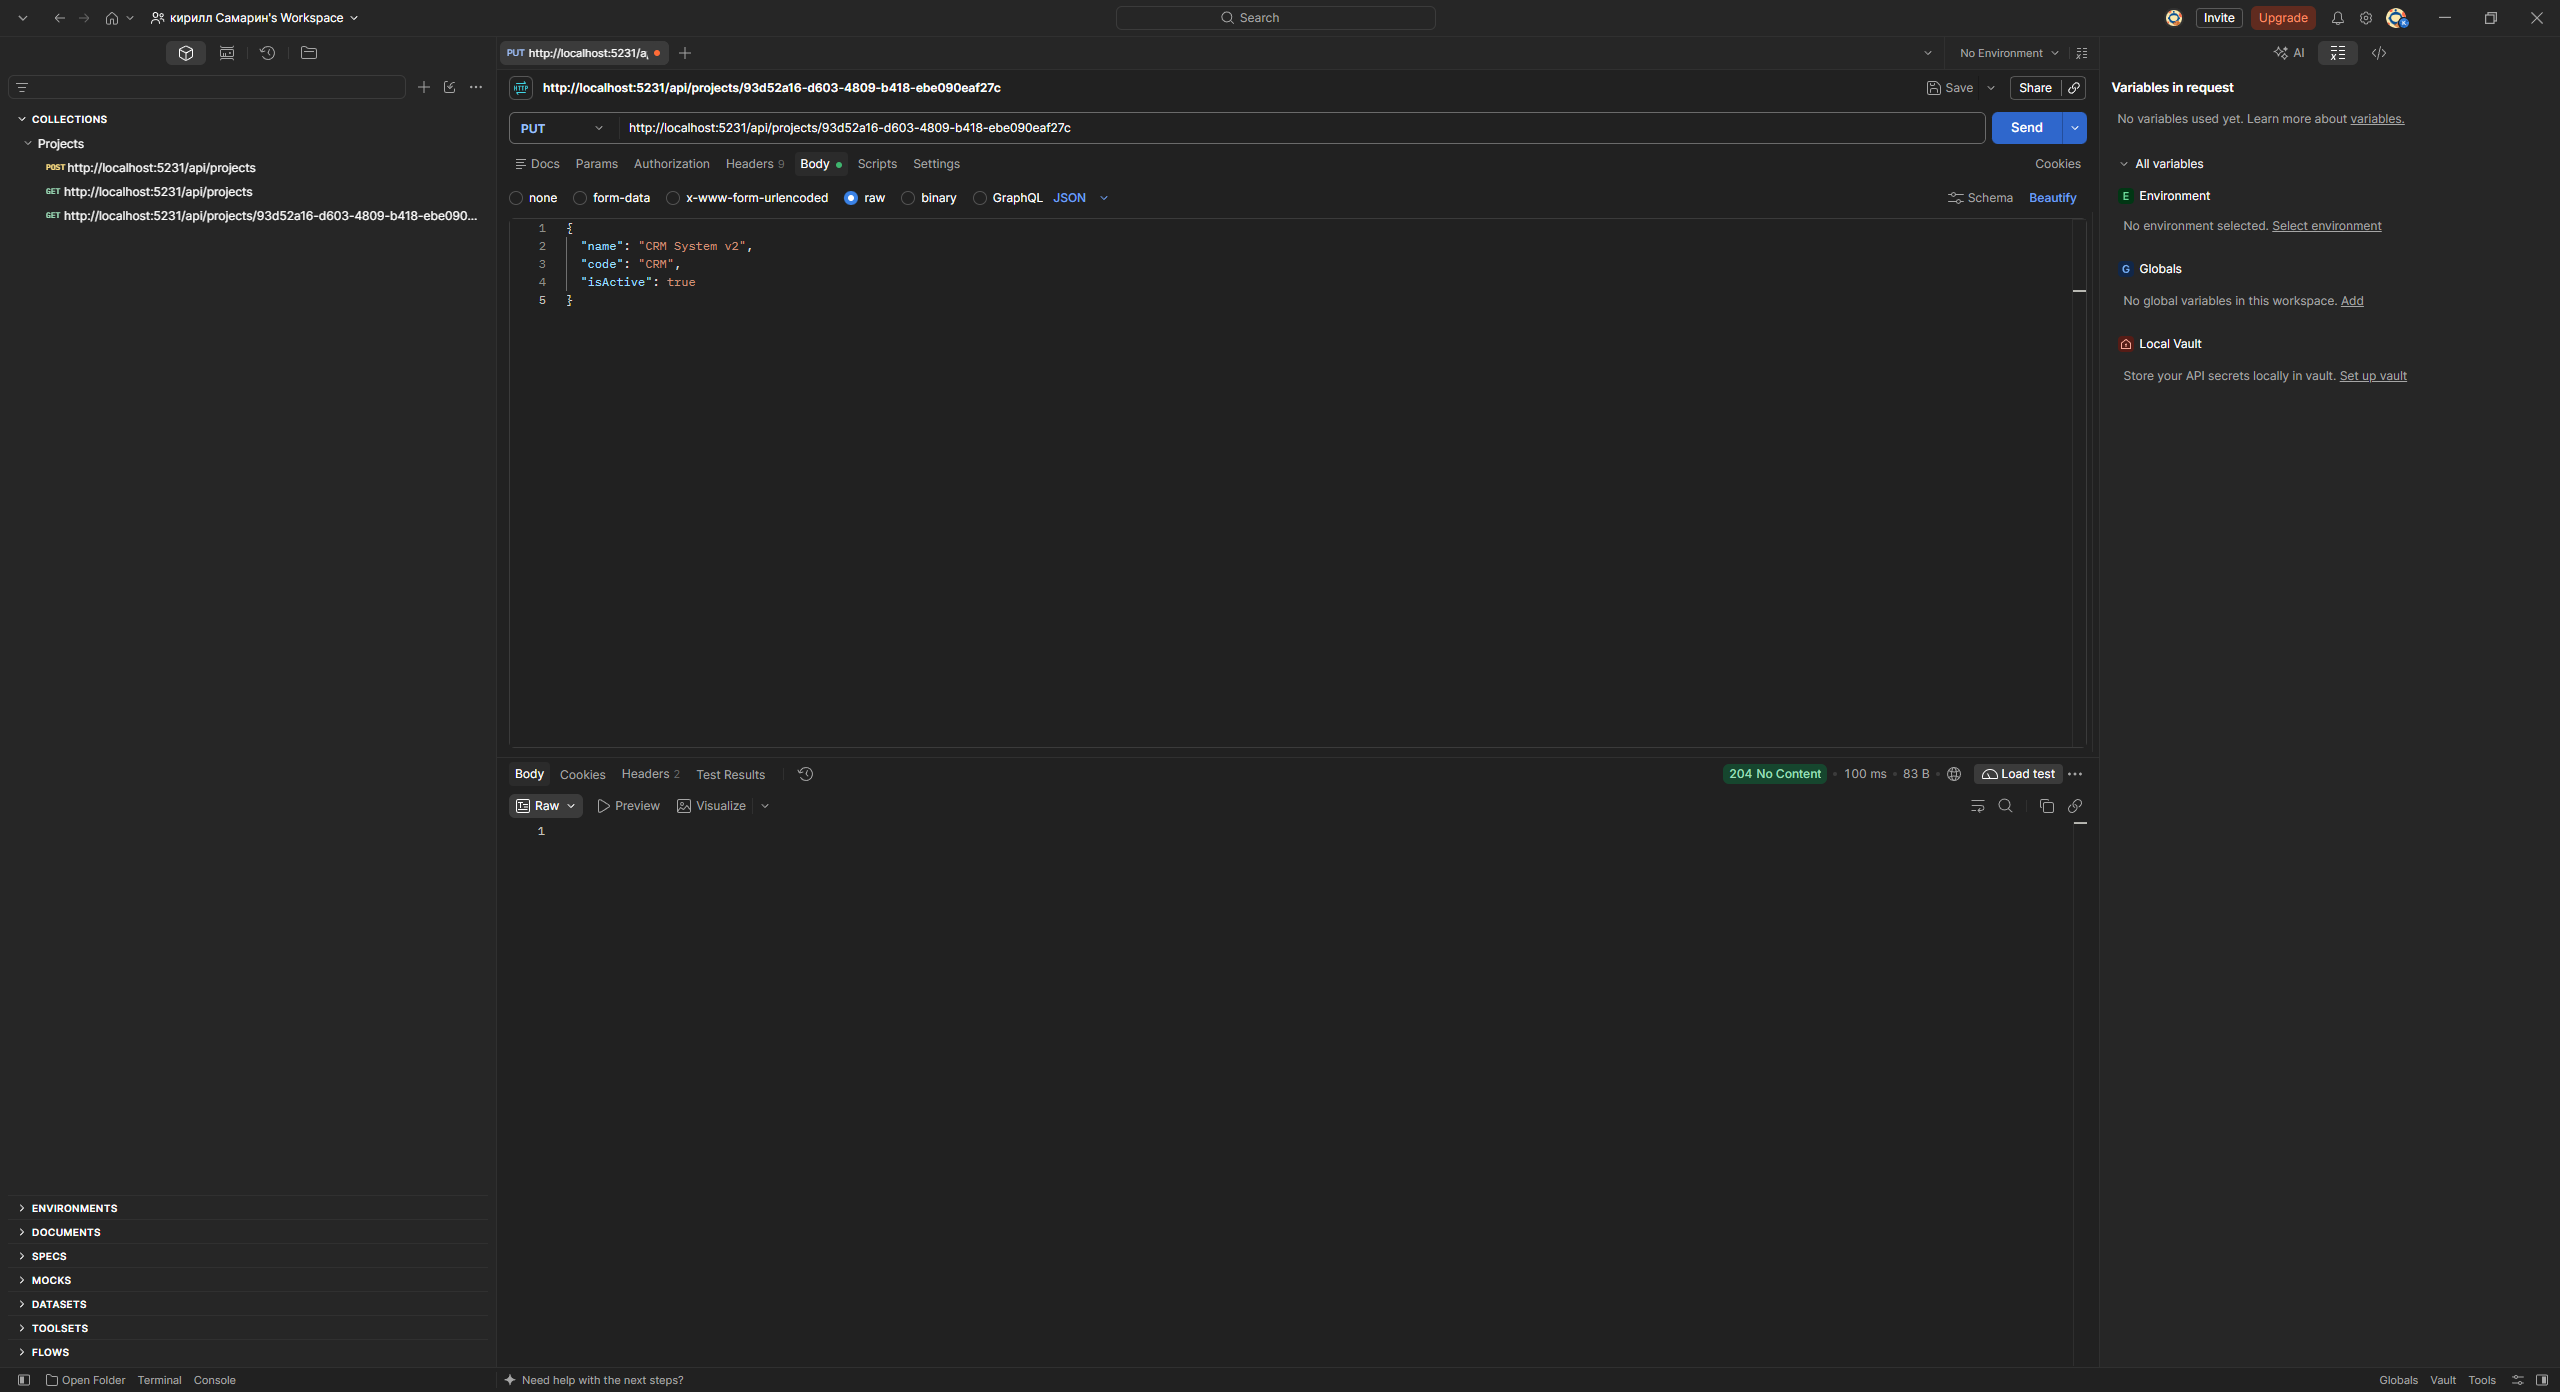 кирилл Самарин's Workspace
Search
Invite
Upgrade
PUT http://localhost:5231/a
No Environment
AI
HTTP
http://localhost:5231/api/projects/93d52a16-d603-4809-b418-ebe090eaf27c
Save
Share
Variables in request
COLLECTIONS
Projects
POST http://localhost:5231/api/projects
GET http://localhost:5231/api/projects
GET http://localhost:5231/api/projects/93d52a16-d603-4809-b418-ebe090...
PUT
http://localhost:5231/api/projects/93d52a16-d603-4809-b418-ebe090eaf27c
Send
No variables used yet. Learn more about variables.
Docs
Params
Authorization
Headers 9
Body
Scripts
Settings
Cookies
All variables
none
form-data
x-www-form-urlencoded
raw
binary
GraphQL
JSON
Schema
Beautify
E Environment
No environment selected. Select environment
G Globals
No global variables in this workspace. Add
Local Vault
Store your API secrets locally in vault. Set up vault
1 {
2 "name": "CRM System v2",
3 "code": "CRM",
4 "isActive": true
5 }
Body
Cookies
Headers 2
Test Results
204 No Content
100 ms
83 B
Load test
Raw
Preview
Visualize
1
ENVIRONMENTS
DOCUMENTS
SPECS
MOCKS
DATASETS
TOOLSETS
FLOWS
Open Folder
Terminal
Console
Need help with the next steps?
Globals
Vault
Tools